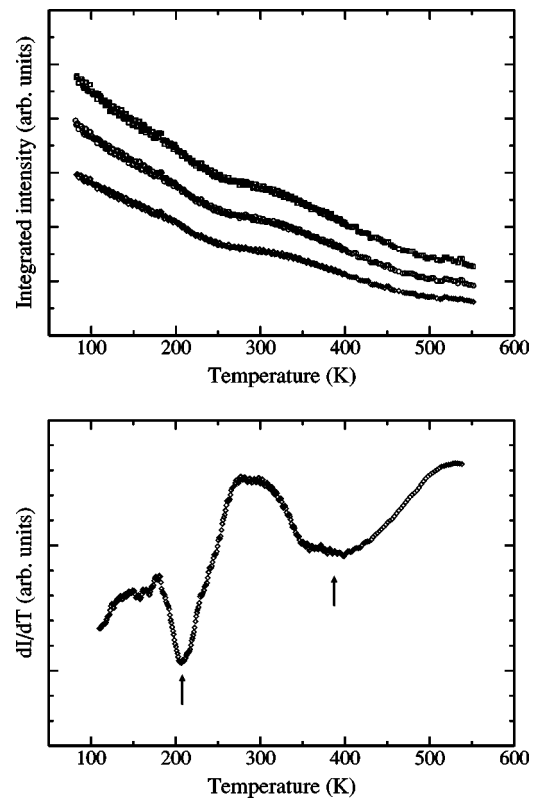 Integrated intensity (arb. units)
100 200 300 400 500 600
Temperature (K)
dI/dT (arb. units)
100 200 300 400 500 600
Temperature (K)